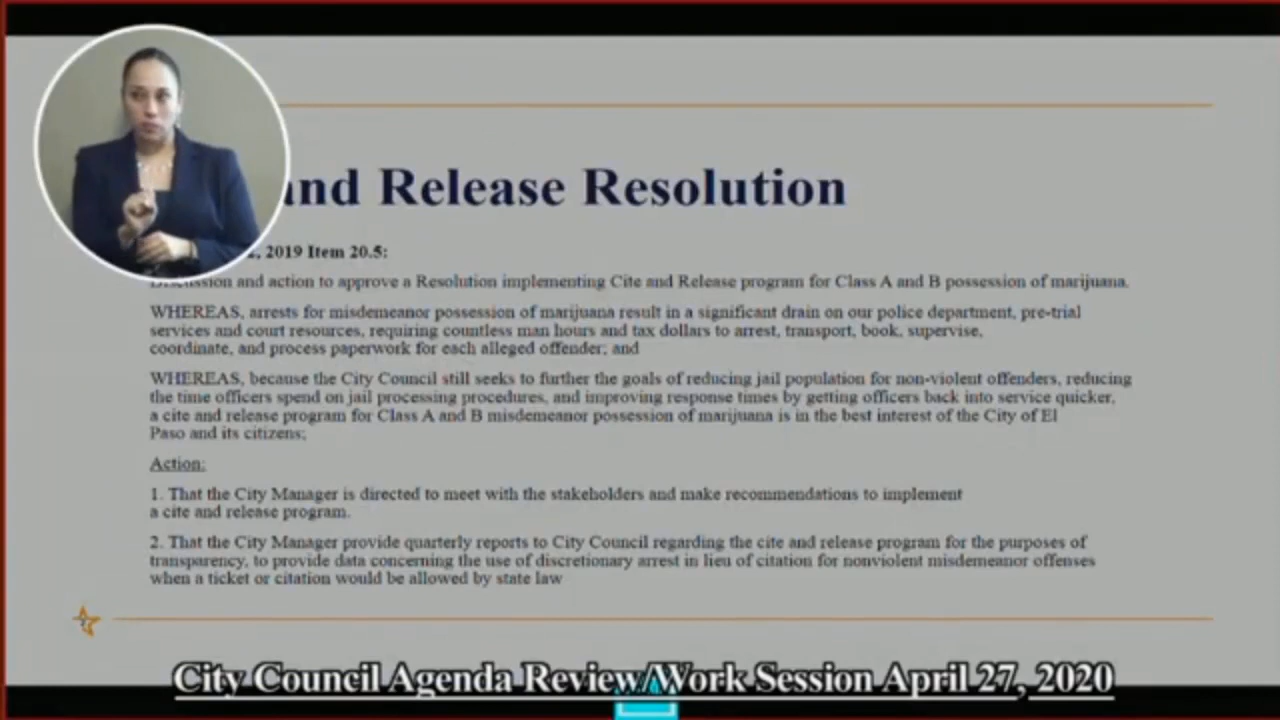 and Release Resolution
2019 Item 20.5:
and action to approve a Resolution implementing Cite and Release program for Class A and B possession of marijuana.
WHEREAS, arrests for misdemeanor possession of marijuana result in a significant drain on our police department, pre-trial
services and court resources, requiring countless man hours and tax dollars to arrest, transport, book, supervise,
coordinate, and process paperwork for each alleged offender; and
WHEREAS, because the City Council still seeks to further the goals of reducing jail population for non-violent offenders, reducing
the time officers spend on jail processing procedures, and improving response times by getting officers back into service quicker,
a cite and release program for Class A and B misdemeanor possession of marijuana is in the best interest of the City of El
Paso and its citizens;
Action:
1. That the City Manager is directed to meet with the stakeholders and make recommendations to implement
a cite and release program.
2. That the City Manager provide quarterly reports to City Council regarding the cite and release program for the purposes of
transparency, to provide data concerning the use of discretionary arrest in lieu of citation for nonviolent misdemeanor offenses
when a ticket or citation would be allowed by state law
City Council Agenda Review/Work Session April 27, 2020